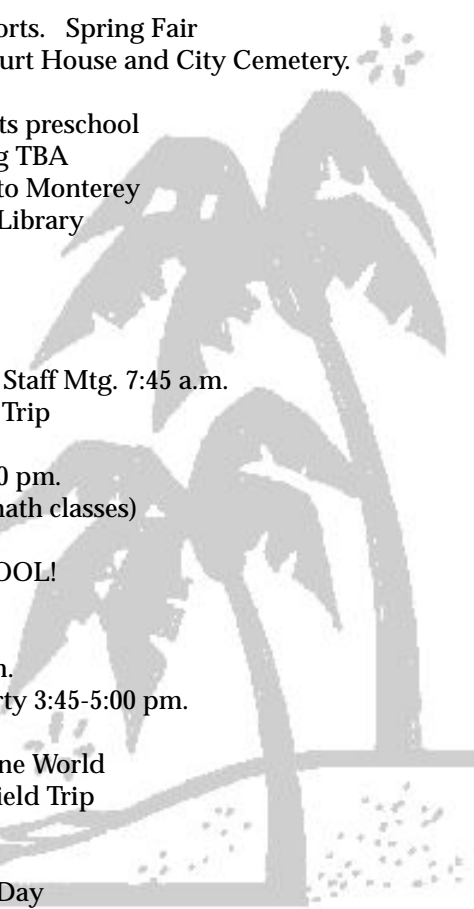 orts. Spring Fair
urt House and City Cemetery.
ts preschool
g TBA
to Monterey
Library
Staff Mtg. 7:45 a.m.
Trip
0 pm.
nath classes)
OOL!
n.
rty 3:45-5:00 pm.
ne World
ield Trip
Day